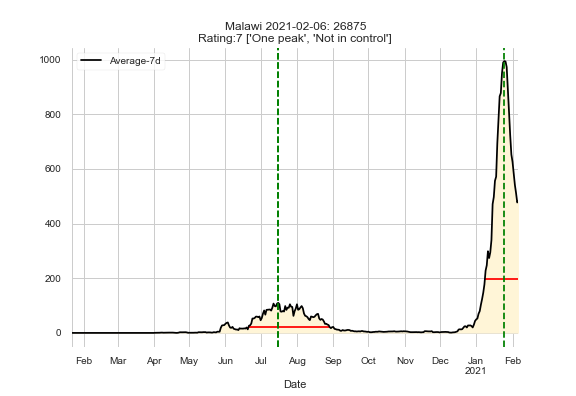 Malawi 2021-02-06: 26875
Rating:7 ['One peak', 'Not in control']
Average-7d
1000
800
600
400
200
0
Feb Mar Apr May Jun Jul Aug Sep Oct Nov Dec Jan Feb
2021
Date